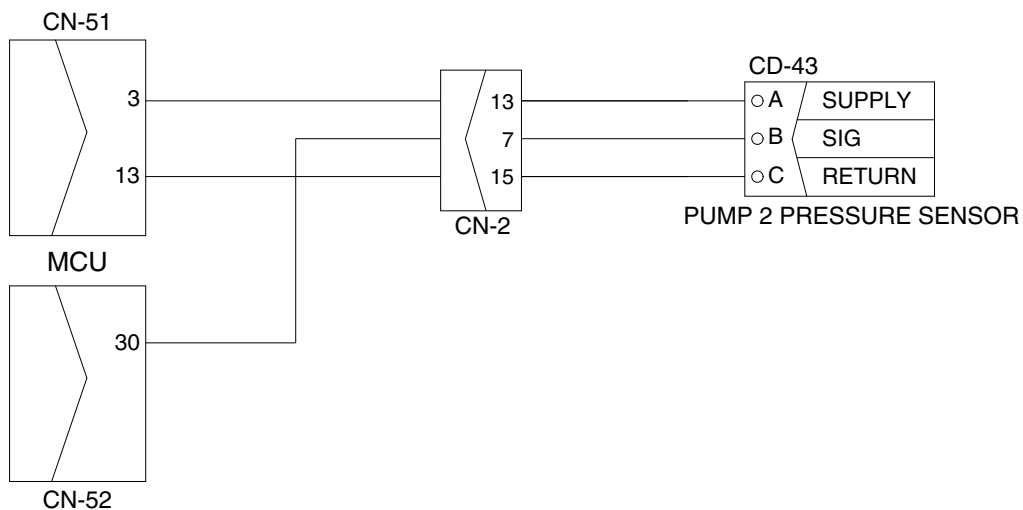 CN-51
3
13
MCU
30
CN-52
13
7
15
CN-2
CD-43
A SUPPLY
B SIG
C RETURN
PUMP 2 PRESSURE SENSOR